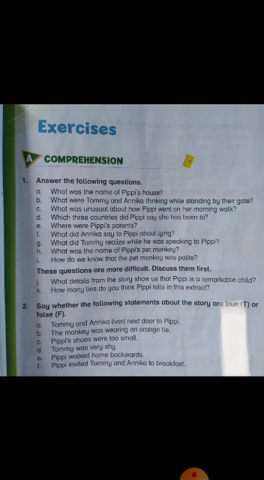 Exercises
A COMPREHENSION
1. Answer the following questions.
a. What was the name of Pippi's house?
b. What were Tommy and Annika thinking while standing by their gate?
c. What was unusual about how Pippi went on her morning walk?
d. Which three countries did Pippi say she has been to?
e. Where were Pippi's parents?
f. What did Annika say to Pippi about lying?
g. What did Tommy realize while he was speaking to Pippi?
h. What was the name of Pippi's pet monkey?
i. How do we know that the pet monkey was polite?
These questions are more difficult. Discuss them first.
j. What details from the story show us that Pippi is a remarkable child?
k. How many lies do you think Pippi tells in this extract?
2. Say whether the following statements about the story are true (T) or
false (F).
a. Tommy and Annika lived next door to Pippi.
b. The monkey was wearing an orange tie.
c. Pippi's shoes were too small.
d. Tommy was very shy.
e. Pippi walked home backwards.
f. Pippi invited Tommy and Annika to breakfast.